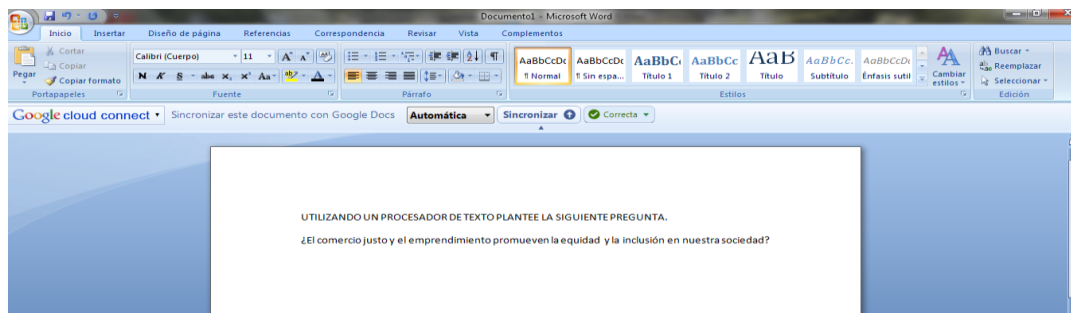 Documento1 - Microsoft Word
Inicio Insertar Diseño de página Referencias Correspondencia Revisar Vista Complementos
Pegar
Cortar
Copiar
Copiar formato
Portapapeles
Calibri (Cuerpo) 11
N K S abe x₂ x² Aa
Fuente
Párrafo
AaBbCcDc AaBbCcDc AaBbC AaBbCc AaB AaBbCc. AaBbCcDc
¶ Normal ¶ Sin espa... Título 1 Título 2 Título Subtítulo Énfasis sutil
Cambiar estilos
Estilos
Buscar
Reemplazar
Seleccionar
Edición
Google cloud connect Sincronizar este documento con Google Docs Automática Sincronizar Correcta
UTILIZANDO UN PROCESADOR DE TEXTO PLANTEE LA SIGUIENTE PREGUNTA.
¿El comercio justo y el emprendimiento promueven la equidad y la inclusión en nuestra sociedad?